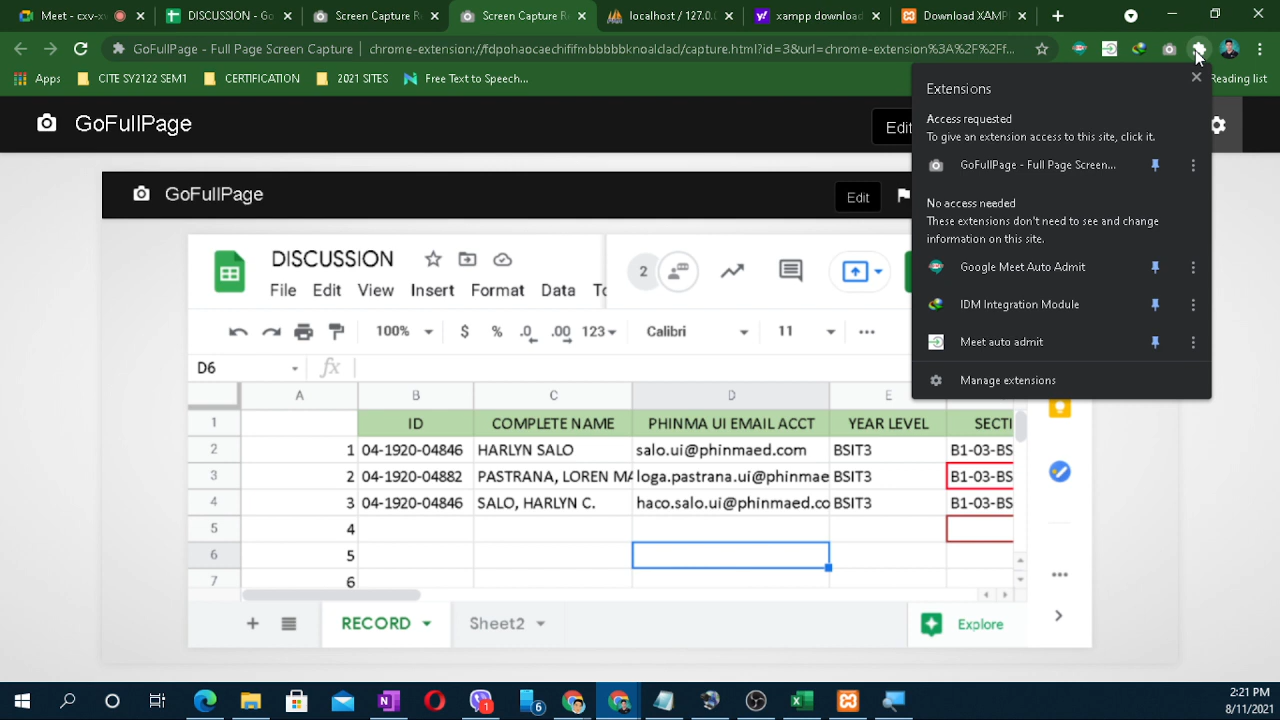 Meet - cxv-xv
DISCUSSION - Go
Screen Capture Re
Screen Capture Re
localhost / 127.0.
xampp download
Download XAMP
GoFullPage - Full Page Screen Capture | chrome-extension://fdpohaocaechififmbbbbbknoalclacl/capture.html?id=3&url=chrome-extension%3A%2F%2Ff...
Apps
CITE SY2122 SEM1
CERTIFICATION
2021 SITES
Free Text to Speech...
Reading list
GoFullPage
Edit
Extensions
Access requested
To give an extension access to this site, click it.
GoFullPage - Full Page Screen...
No access needed
These extensions don't need to see and change
information on this site.
Google Meet Auto Admit
IDM Integration Module
Meet auto admit
Manage extensions
GoFullPage
Edit
DISCUSSION
File Edit View Insert Format Data To
2
100% $ % .0 .00 123 Calibri 11 ...
D6 fx
A B C D E
1 ID COMPLETE NAME PHINMA UI EMAIL ACCT YEAR LEVEL SECTI
2 1 04-1920-04846 HARLYN SALO salo.ui@phinmaed.com BSIT3 B1-03-BS
3 2 04-1920-04882 PASTRANA, LOREN MA loga.pastrana.ui@phinmae BSIT3 B1-03-BS
4 3 04-1920-04846 SALO, HARLYN C. haco.salo.ui@phinmaed.co BSIT3 B1-03-BS
5 4
6 5
7 6
RECORD Sheet2 Explore
1
6
2:21 PM
8/11/2021